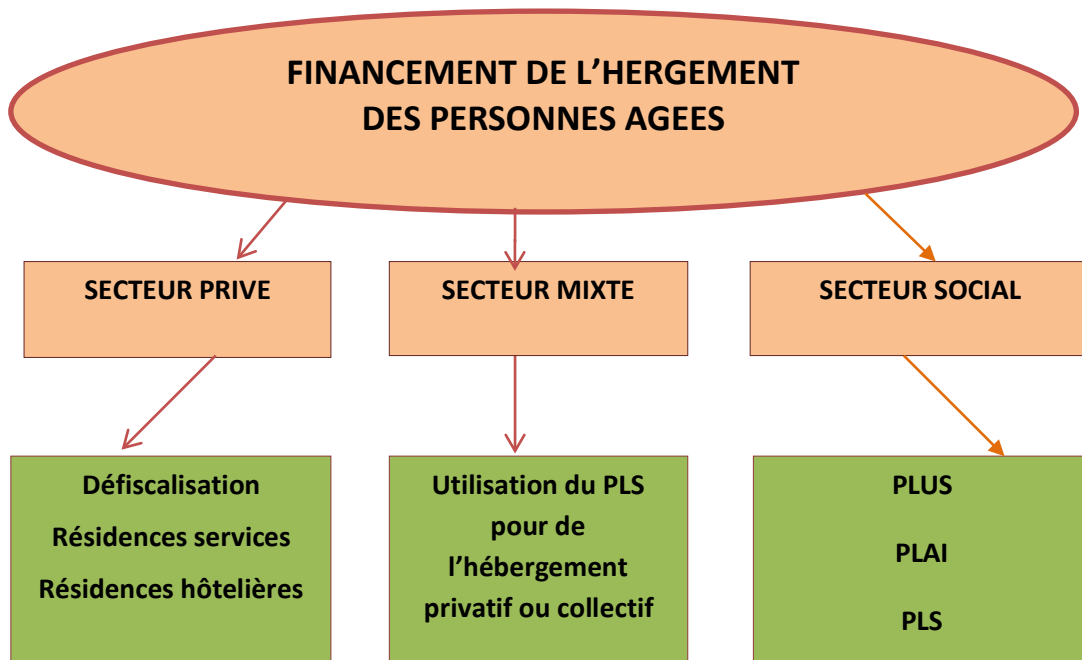 FINANCEMENT DE L’HERGEMENT
DES PERSONNES AGEES
SECTEUR PRIVE
SECTEUR MIXTE
SECTEUR SOCIAL
Défiscalisation
Résidences services
Résidences hôtelières
Utilisation du PLS
pour de
l’hébergement
privatif ou collectif
PLUS
PLAI
PLS